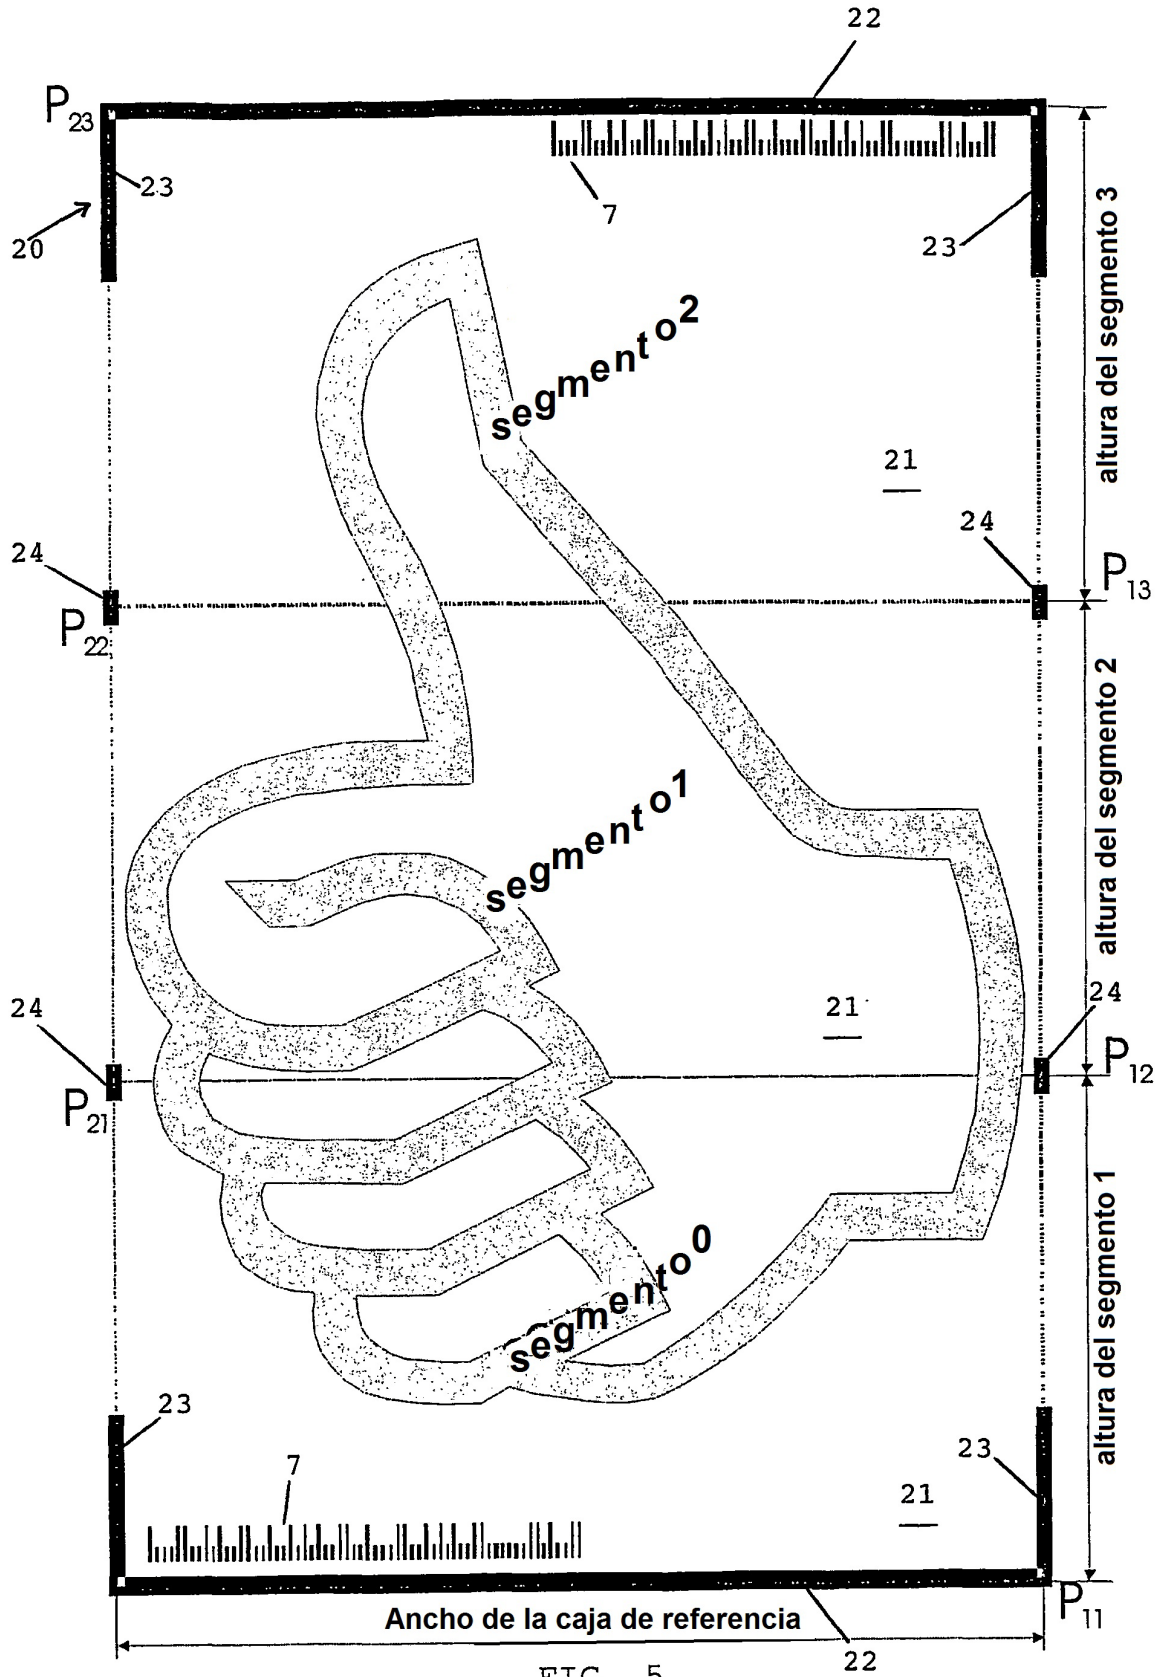 22
P23
23
7
23
20
altura del segmento 3
segmento2
21
24
24
P13
P22
altura del segmento 2
segmento1
24
21
24
P12
P21
altura del segmento 1
segmento0
23
23
7
21
P11
Ancho de la caja de referencia
22
FIG. 5